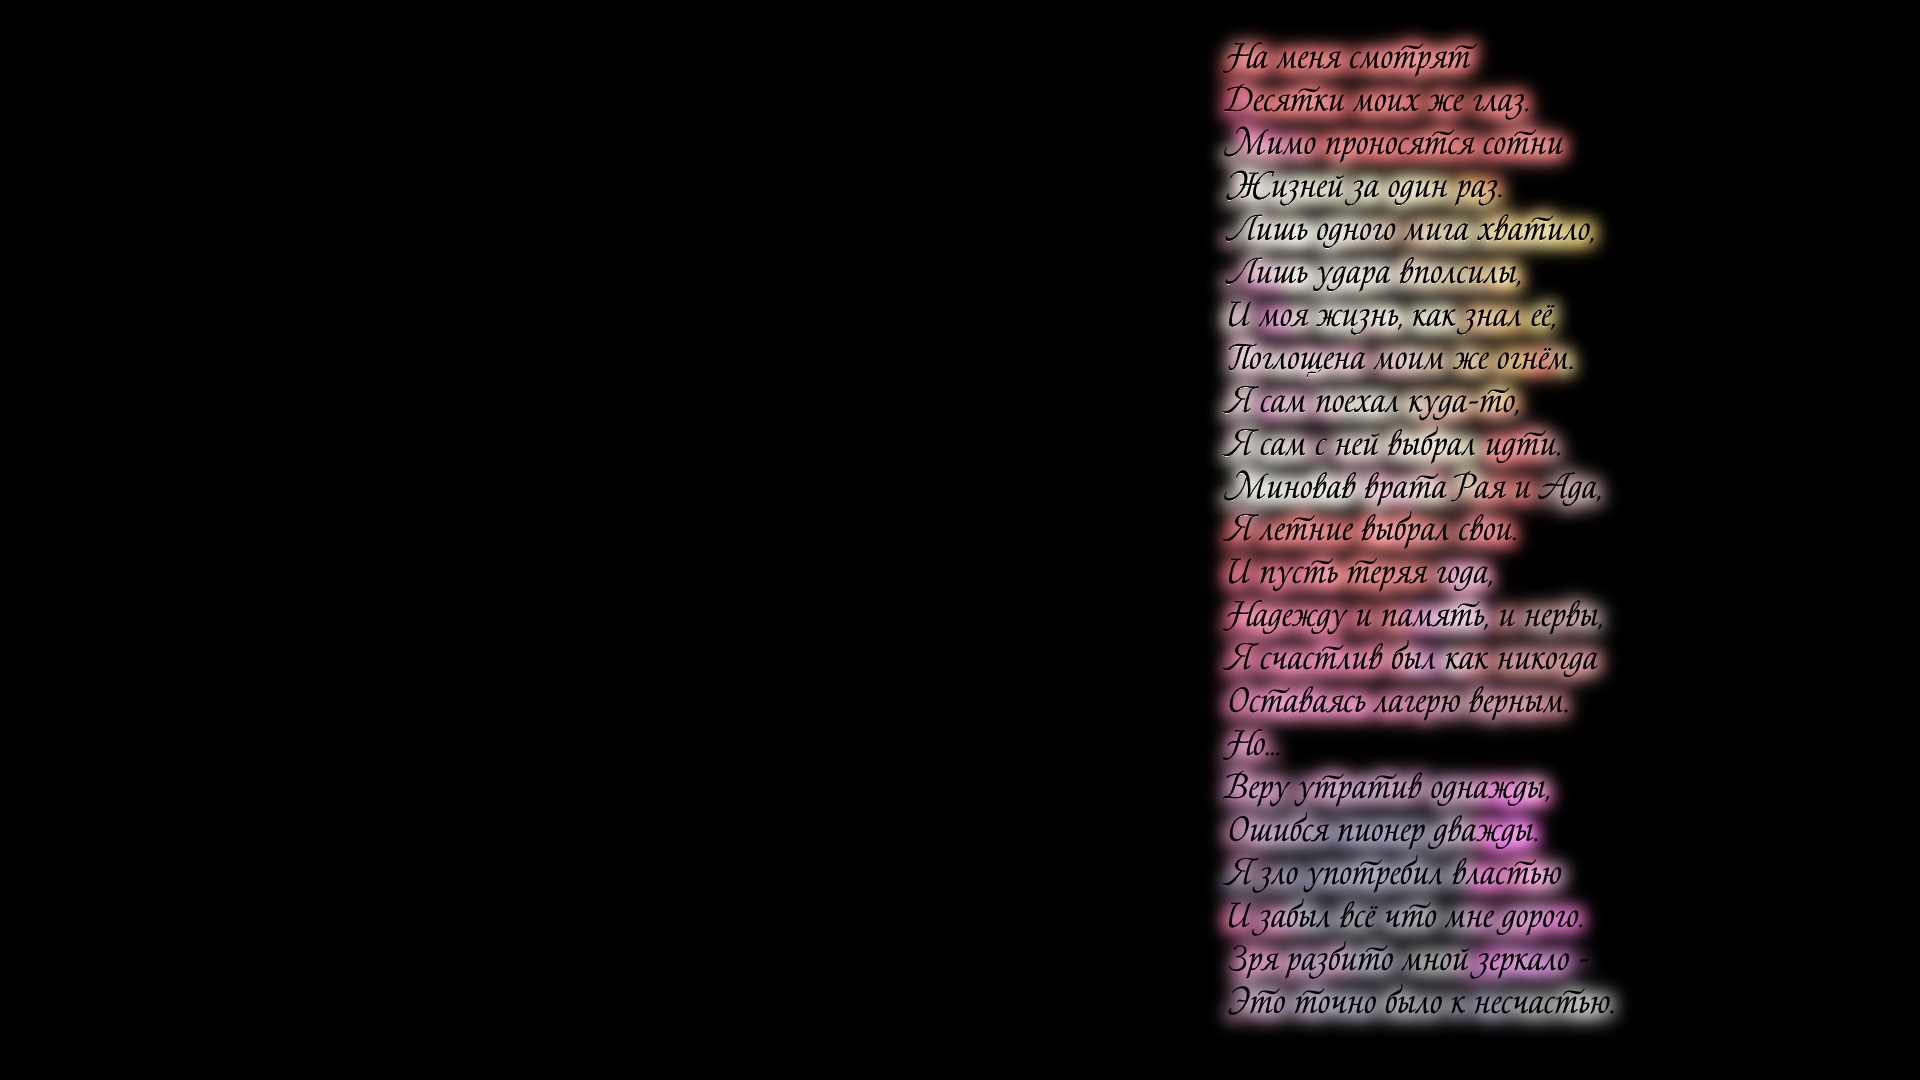 На меня смотрят
Десятки моих же глаз.
Мимо проносятся сотни
Жизней за один раз.
Лишь одного мига хватило,
Лишь удара вполсилы,
И моя жизнь, как знал её,
Поглощена моим же огнём.
Я сам поехал куда-то,
Я сам с ней выбрал идти.
Миновав врата Рая и Ада,
Я летние выбрал свои.
И пусть теряя года,
Надежду и память, и нервы,
Я счастлив был как никогда
Оставаясь лагерю верным.
Но...
Веру утратив однажды,
Ошибся пионер дважды.
Я зло употребил властью
И забыл всё что мне дорого.
Зря разбито мной зеркало -
Это точно было к несчастью.